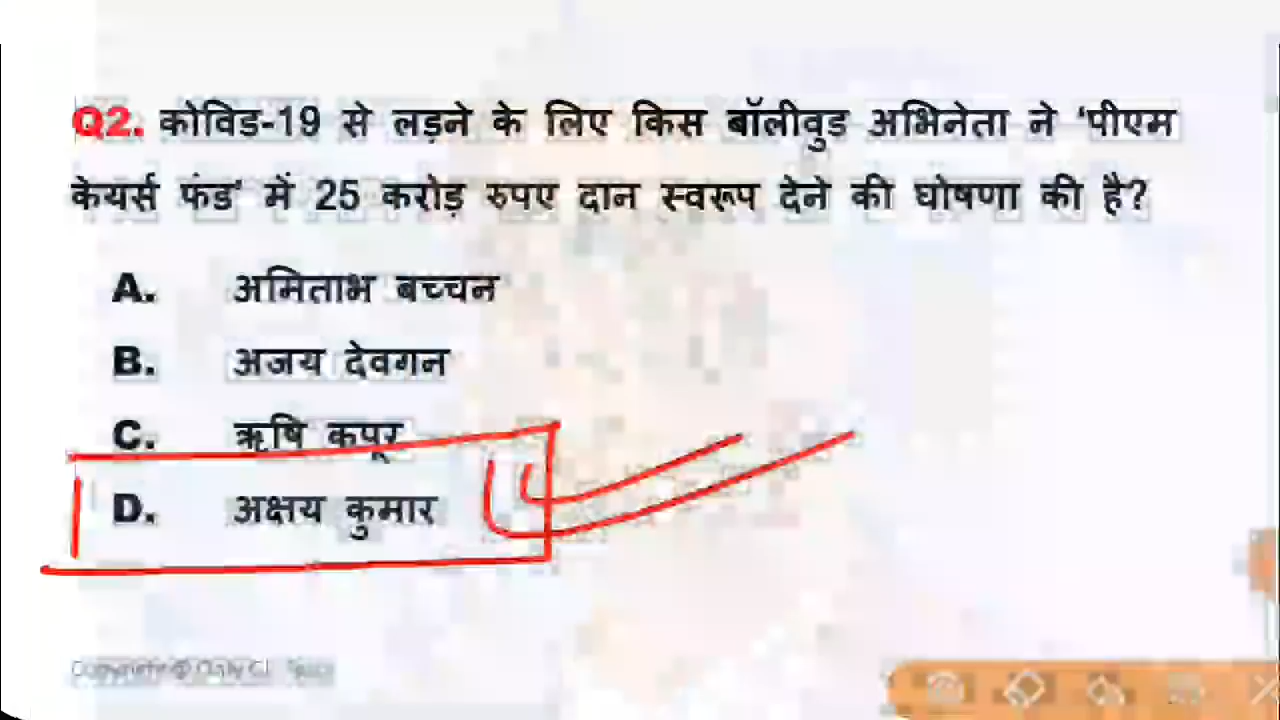 Q2. कोविड-19 से लड़ने के लिए किस बॉलीवुड अभिनेता ने 'पीएम
केयर्स फंड' में 25 करोड़ रुपए दान स्वरूप देने की घोषणा की है?
A. अमिताभ बच्चन
B. अजय देवगन
C. ऋषि कपूर
D. अक्षय कुमार